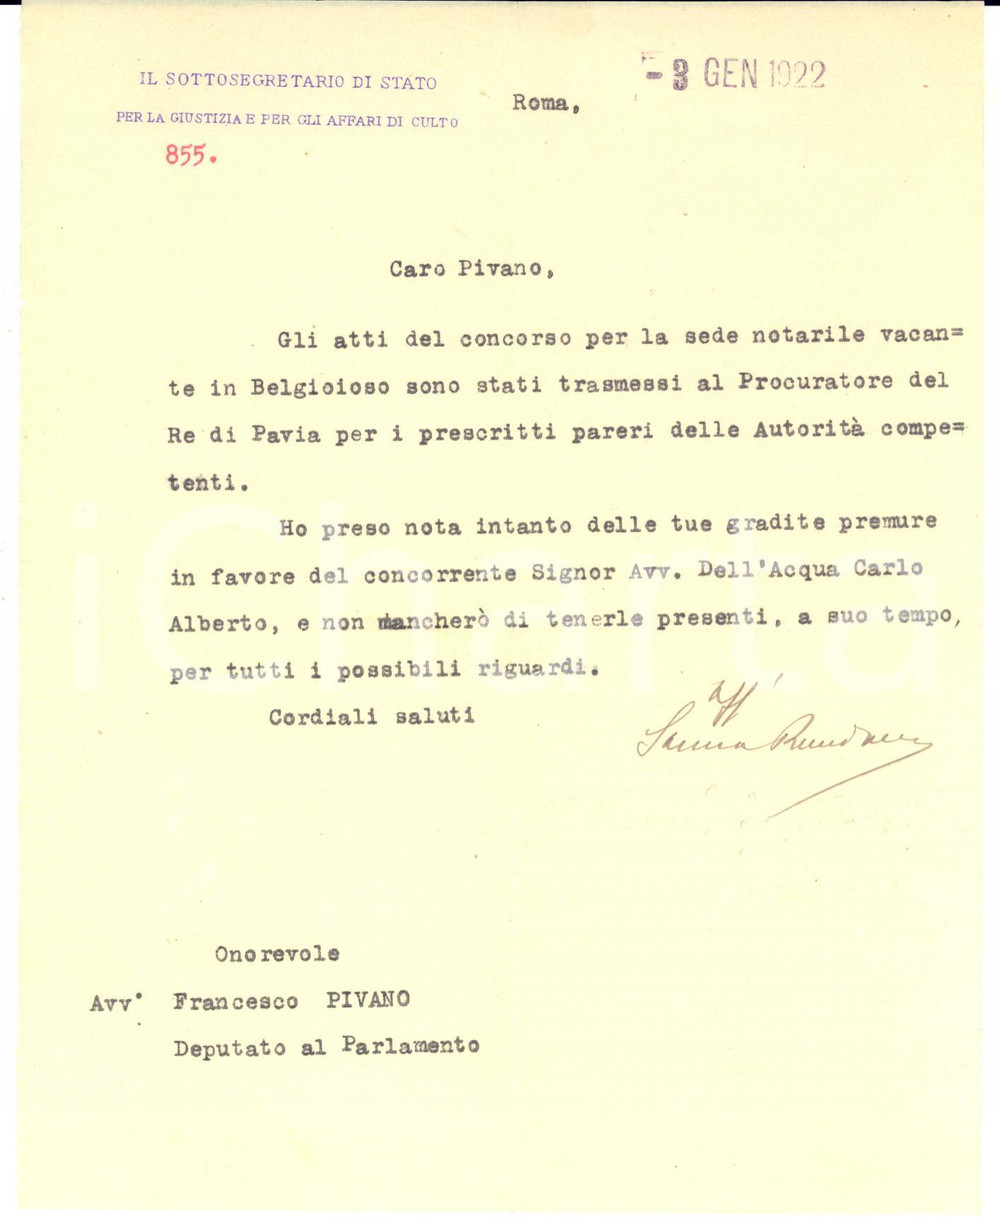 IL SOTTOSEGRETARIO DI STATO
PER LA GIUSTIZIA E PER GLI AFFARI DI CULTO
855.
Roma, -3 GEN 1922
Caro Pivano,
Gli atti del concorso per la sede notarile vacan=
te in Belgioioso sono stati trasmessi al Procuratore del
Re di Pavia per i prescritti pareri delle Autorità compe=
tenti.
Ho preso nota intanto delle tue gradite premure
in favore del concorrente Signor Avv. Dell'Acqua Carlo
Alberto, e non mancherò di tenerle presenti, a suo tempo,
per tutti i possibili riguardi.
Cordiali saluti
aff
Sanna Randaccio
Onorevole
Avv. Francesco PIVANO
Deputato al Parlamento
iCharta